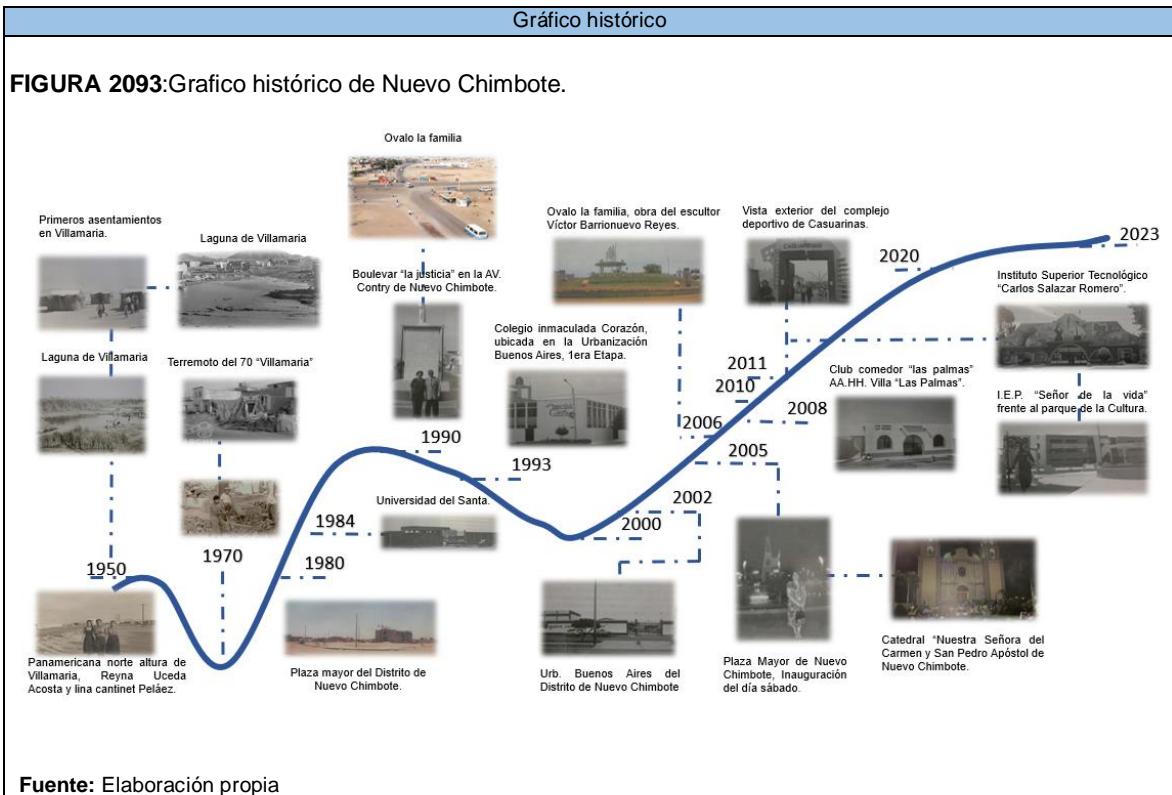 Gráfico histórico
FIGURA 2093:Grafico histórico de Nuevo Chimbote.
Ovalo la familia
Primeros asentamientos
en Villamaria.
Laguna de Villamaria
Boulevar “la justicia” en la AV.
Contry de Nuevo Chimbote.
Ovalo la familia, obra del escultor
Víctor Barrionuevo Reyes.
Vista exterior del complejo
deportivo de Casuarinas.
2023
2020
Instituto Superior Tecnológico
“Carlos Salazar Romero”.
Laguna de Villamaria
Terremoto del 70 “Villamaria”
Colegio inmaculada Corazón,
ubicada en la Urbanización
Buenos Aires, 1era Etapa.
2011
2010
2008
Club comedor “las palmas”
AA.HH. Villa “Las Palmas”.
I.E.P. “Señor de la vida”
frente al parque de la Cultura.
1990
1993
2006
2005
Universidad del Santa.
2002
2000
1984
1980
1970
1950
Panamericana norte altura de
Villamaria, Reyna Uceda
Acosta y lina cantinet Peláez.
Plaza mayor del Distrito de
Nuevo Chimbote.
Urb. Buenos Aires del
Distrito de Nuevo Chimbote
Plaza Mayor de Nuevo
Chimbote, Inauguración
del día sábado.
Catedral “Nuestra Señora del
Carmen y San Pedro Apóstol de
Nuevo Chimbote.
Fuente: Elaboración propia